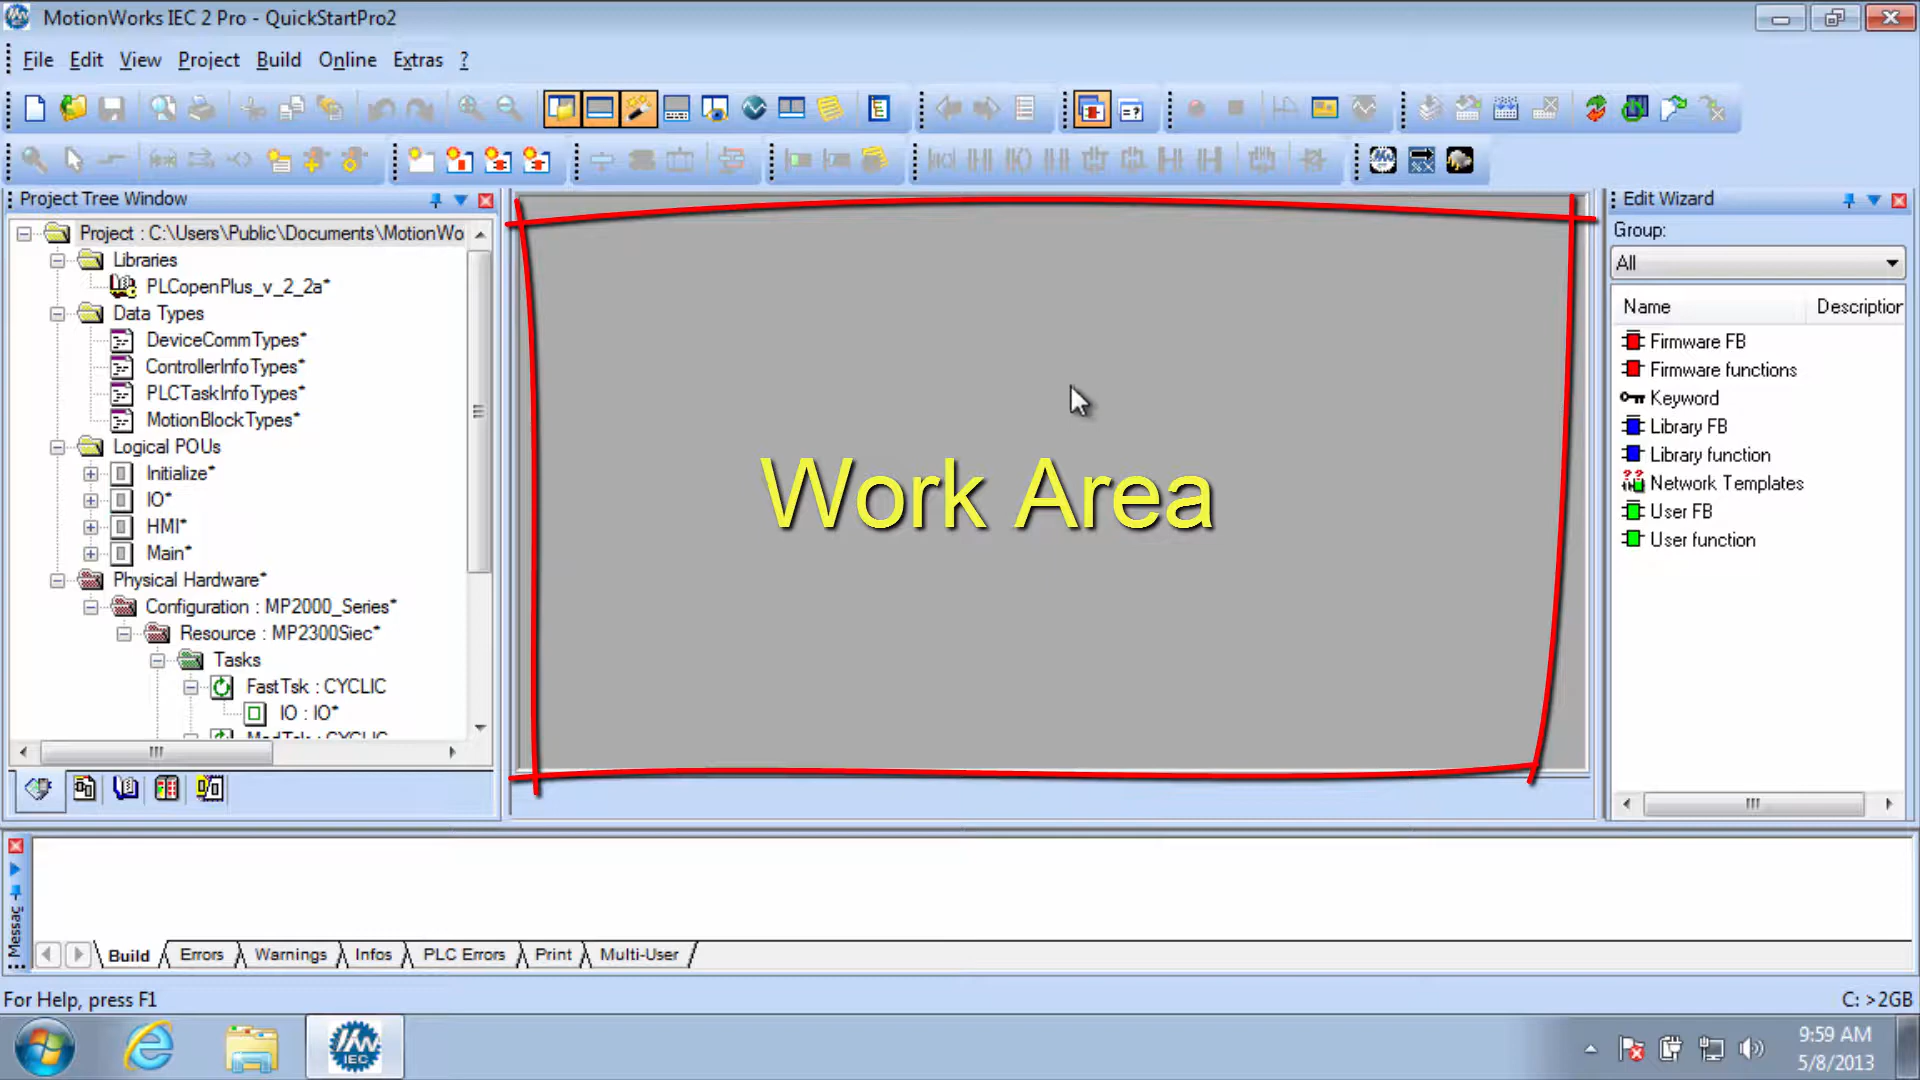 MotionWorks IEC 2 Pro - QuickStartPro2
File Edit View Project Build Online Extras ?
Project Tree Window
Project : C:\Users\Public\Documents\MotionWo
Libraries
PLCopenPlus_v_2_2a*
Data Types
DeviceCommTypes*
ControllerInfoTypes*
PLCTaskInfoTypes*
MotionBlockTypes*
Logical POUs
Initialize*
IO*
HMI*
Main*
Physical Hardware*
Configuration : MP2000_Series*
Resource : MP2300Siec*
Tasks
FastTsk : CYCLIC
IO : IO*
Work Area
Edit Wizard
Group:
All
Name Description
Firmware FB
Firmware functions
Keyword
Library FB
Library function
Network Templates
User FB
User function
Messac
Build Errors Warnings Infos PLC Errors Print Multi-User
For Help, press F1
C: >2GB
IEC
9:59 AM
5/8/2013